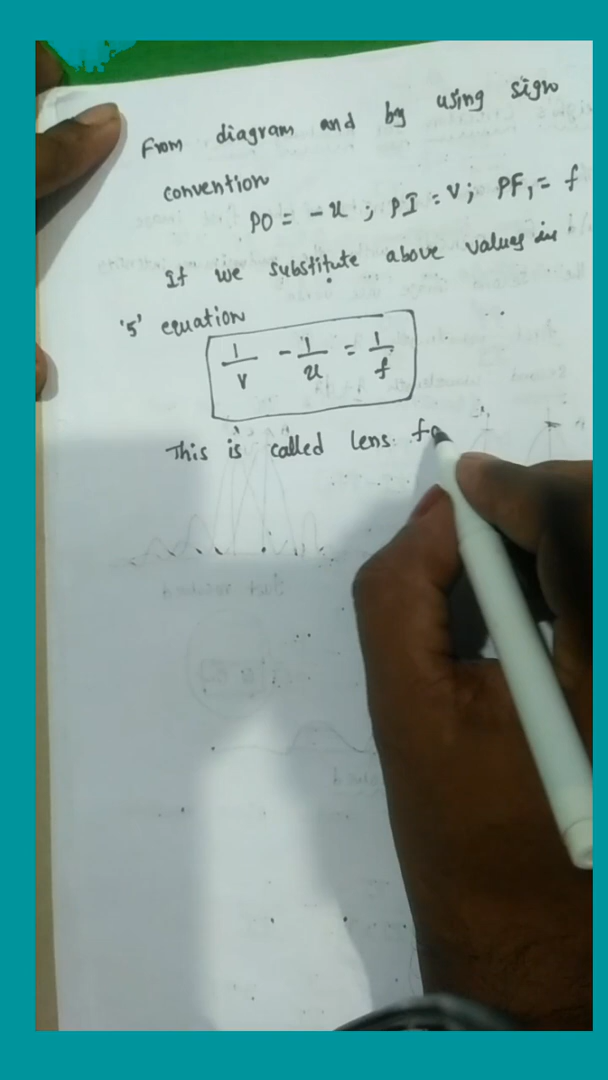 From diagram and by using sign
convention
PO = -u ; PI = v ; PF₁ = f
If we substitute above values in
'5' equation
1/v - 1/u = 1/f
This is called lens fo